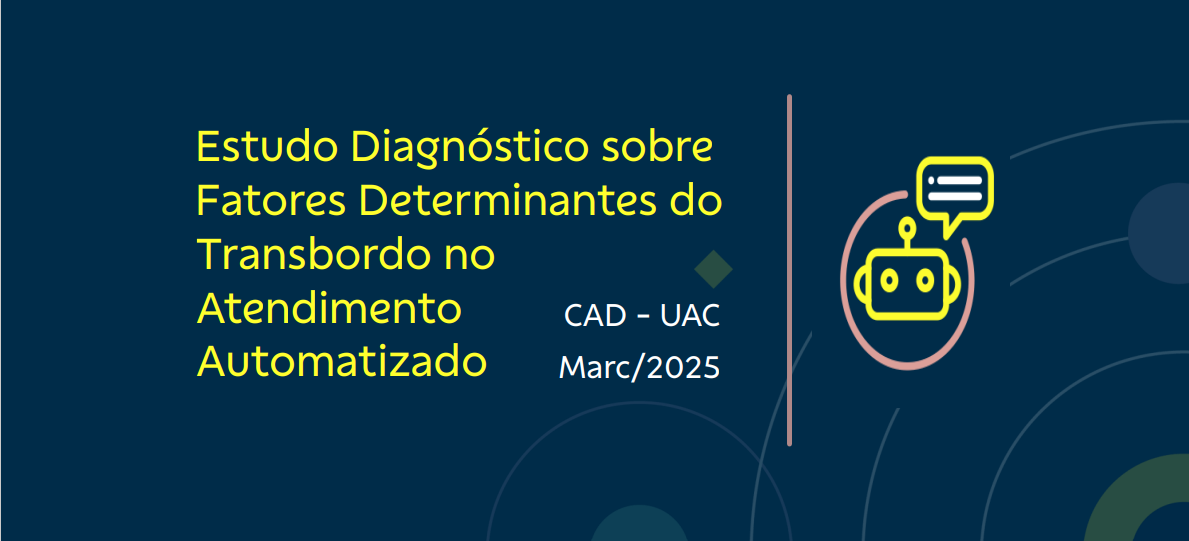 Estudo Diagnóstico sobre
Fatores Determinantes do
Transbordo no
Atendimento
Automatizado
CAD – UAC
Marc/2025